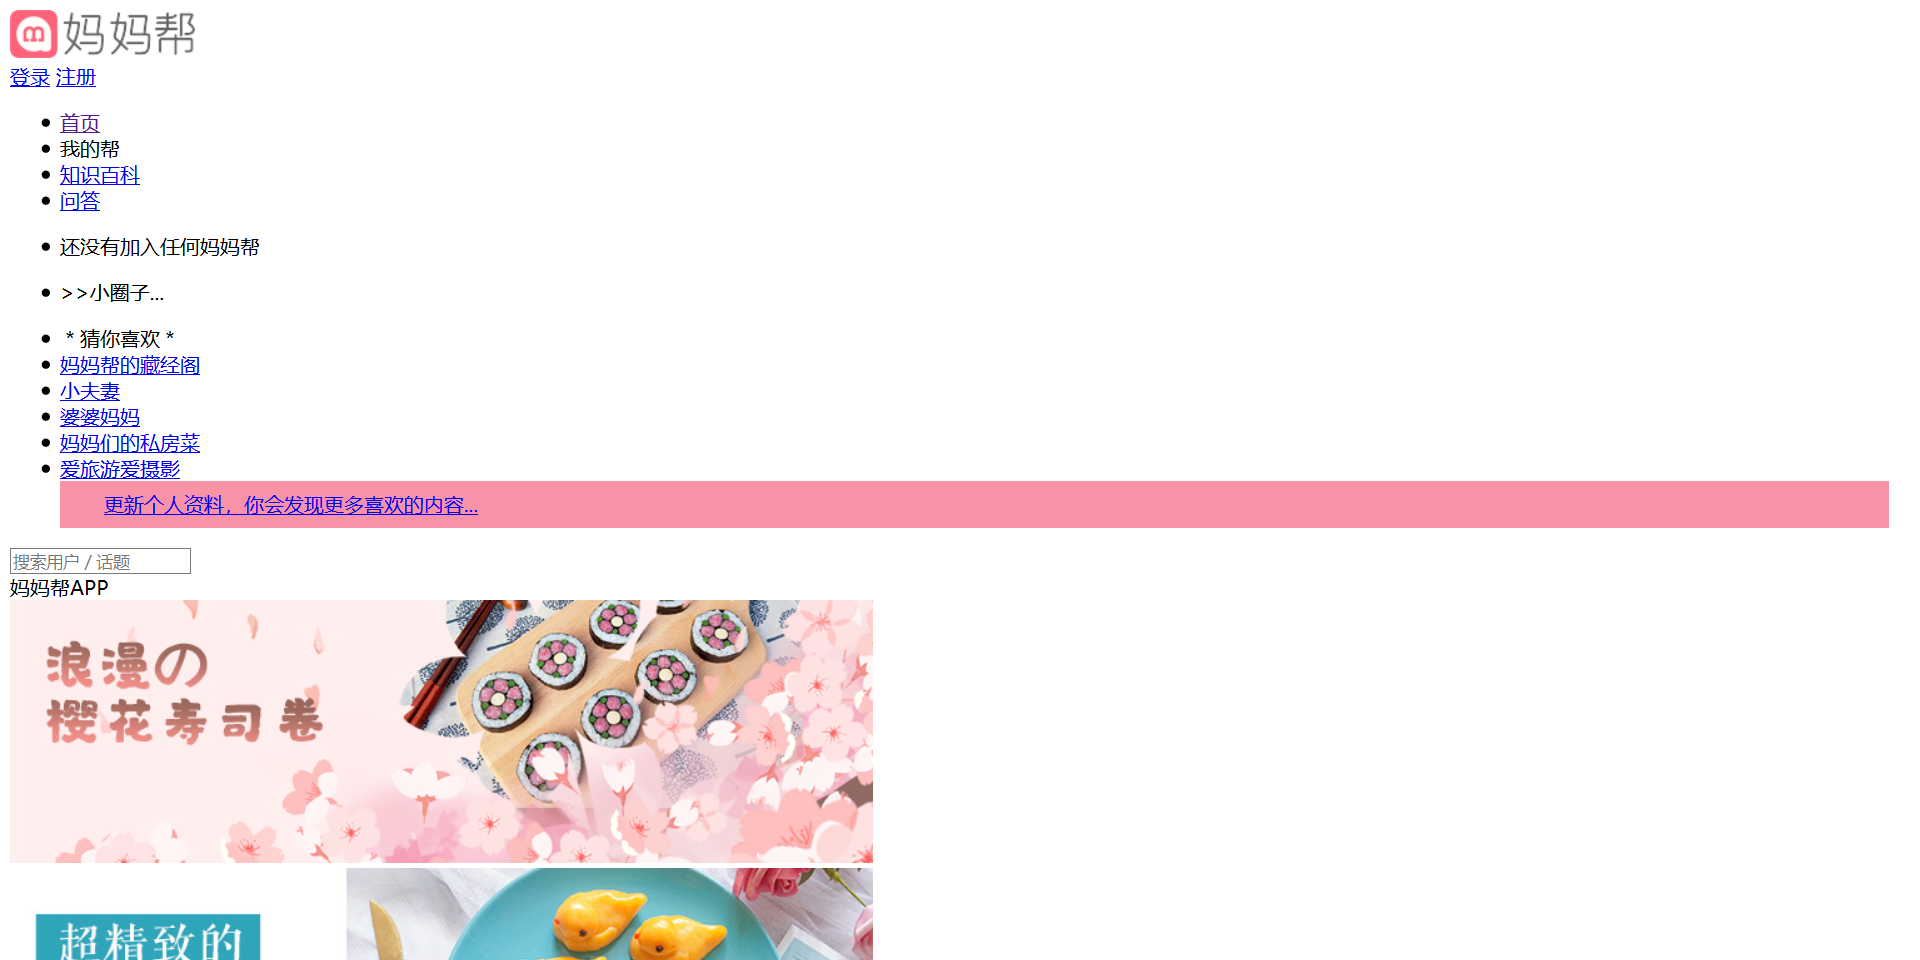 妈妈帮
登录 注册
首页
我的帮
知识百科
问答
还没有加入任何妈妈帮
>>小圈子...
* 猜你喜欢 *
妈妈帮的藏经阁
小夫妻
婆婆妈妈
妈妈们的私房菜
爱旅游爱摄影
更新个人资料，你会发现更多喜欢的内容...
搜索用户 / 话题
妈妈帮APP
浪漫の
樱花寿司卷
超精致的